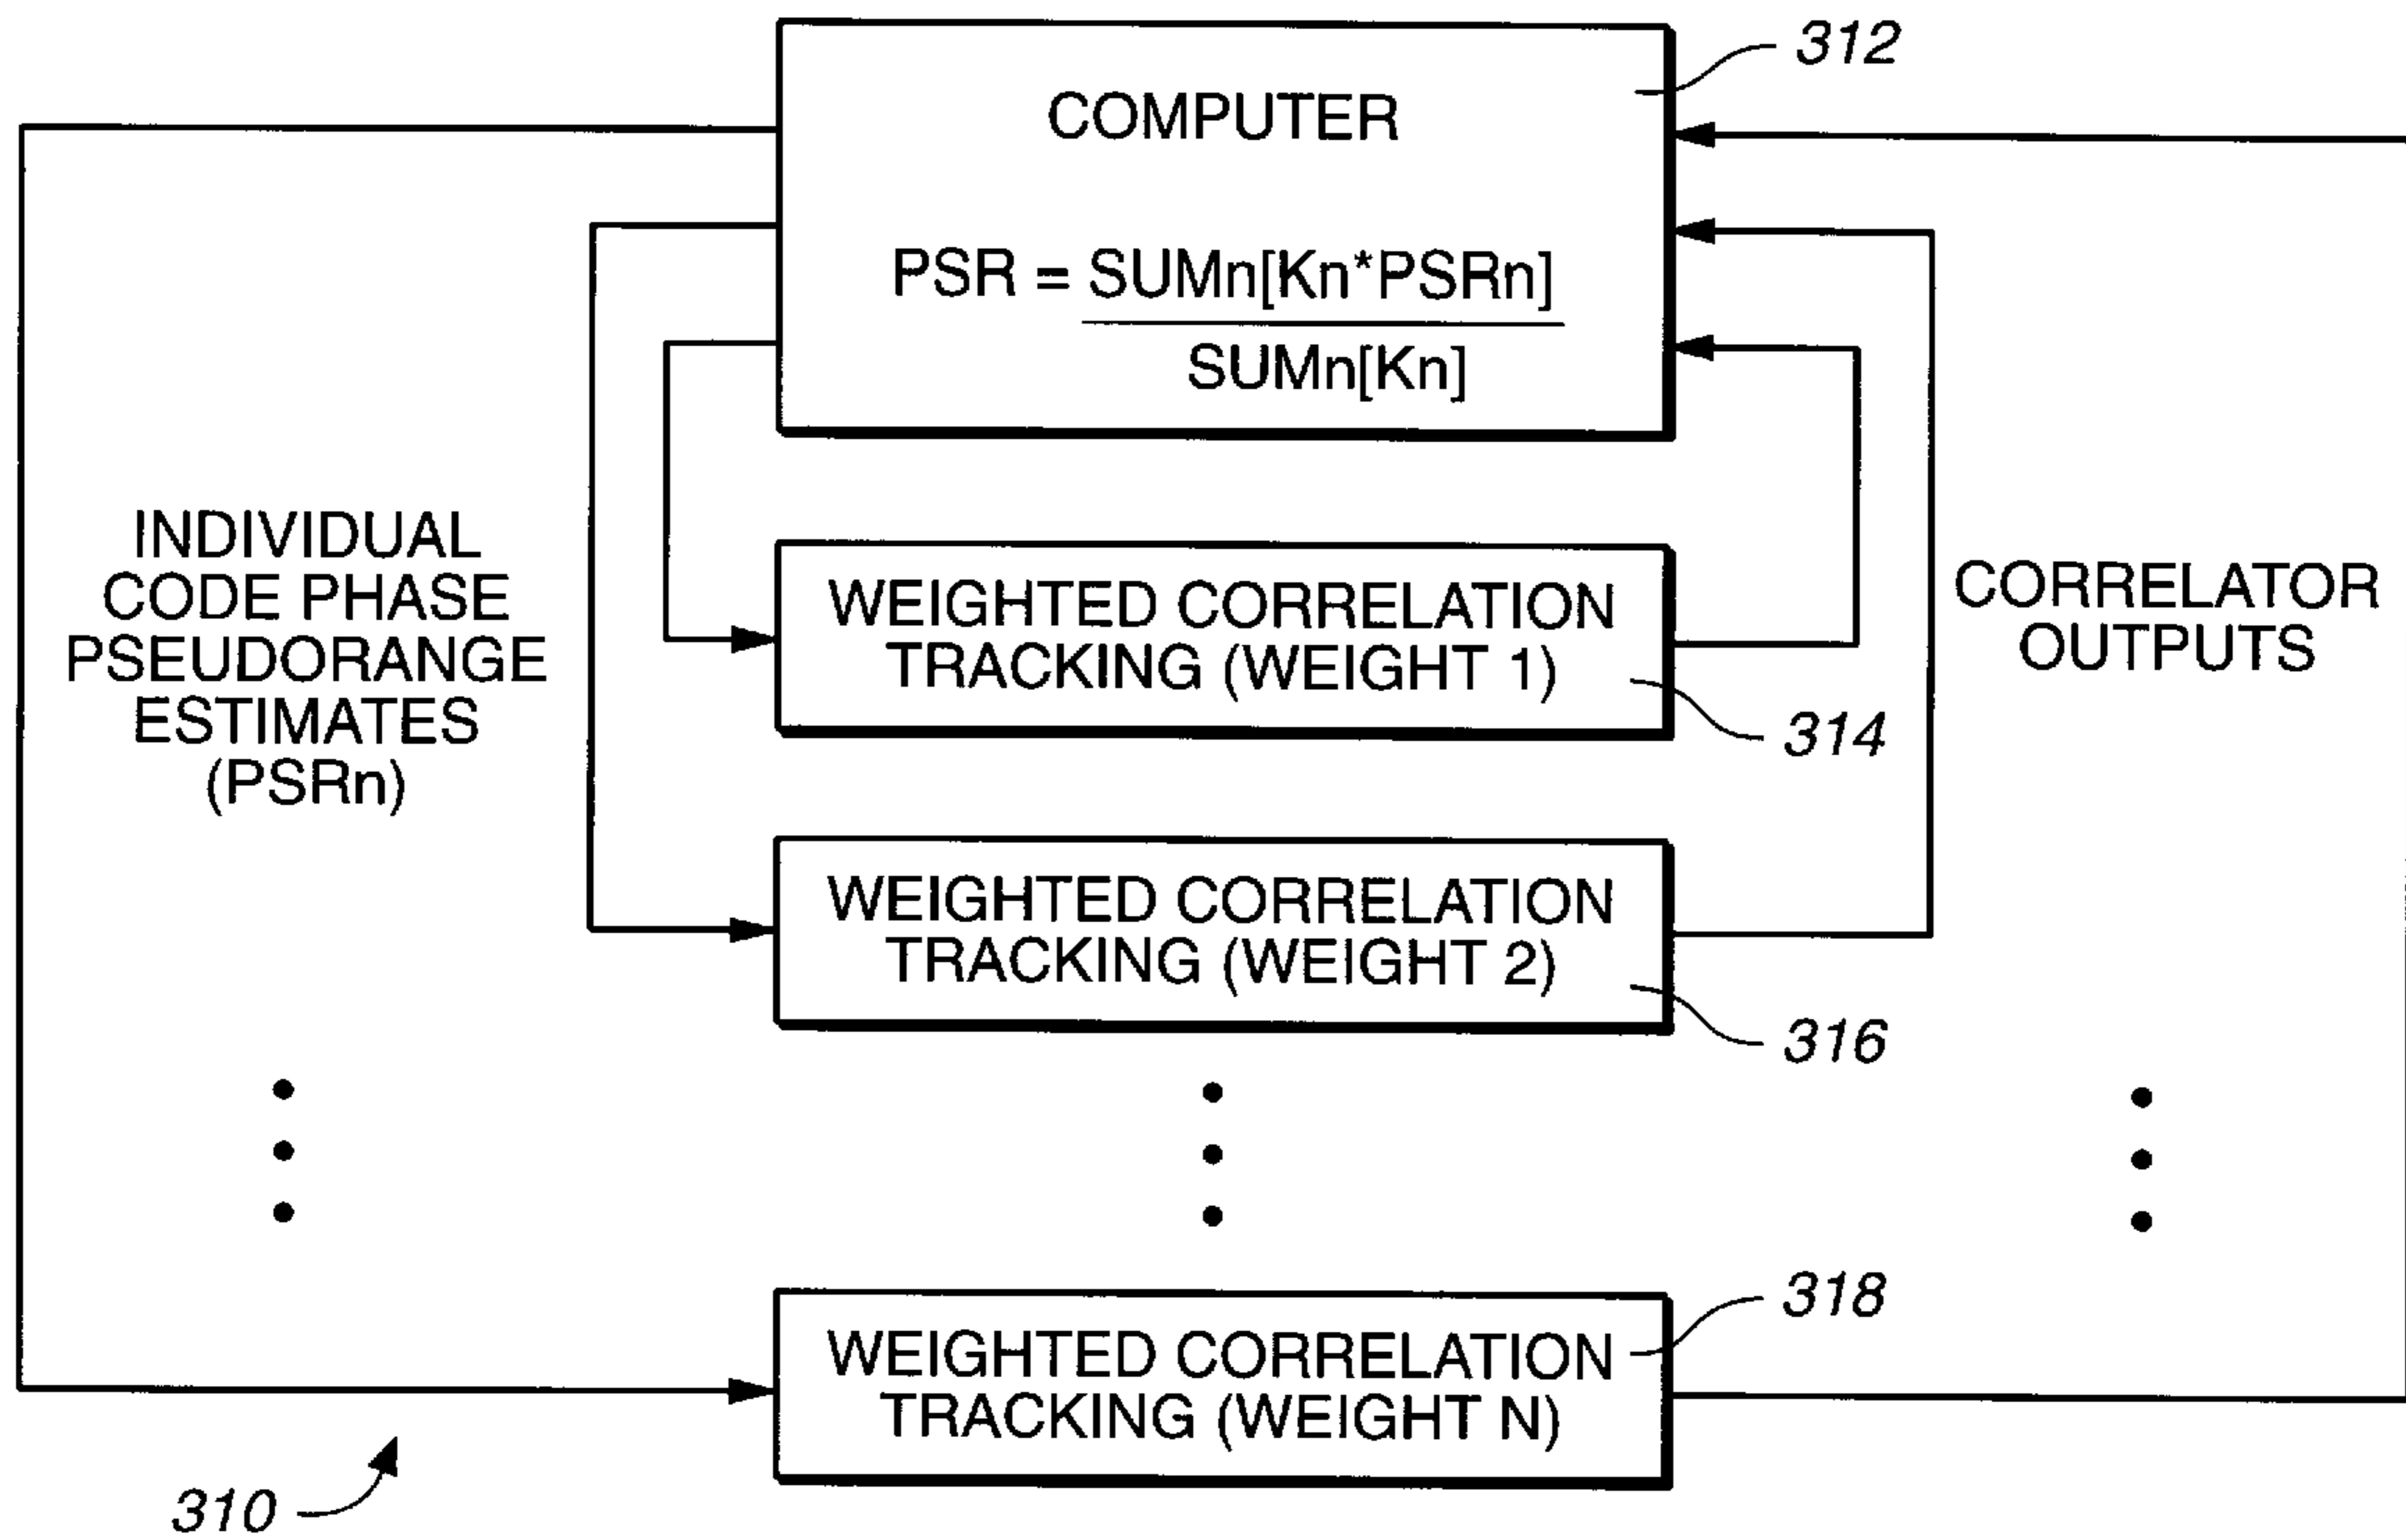 312
COMPUTER
PSR = SUMn[Kn*PSRn]
SUMn[Kn]
INDIVIDUAL
CODE PHASE
PSEUDORANGE
ESTIMATES
(PSRn)
WEIGHTED CORRELATION
TRACKING (WEIGHT 1)
314
CORRELATOR
OUTPUTS
WEIGHTED CORRELATION
TRACKING (WEIGHT 2)
316
318
WEIGHTED CORRELATION
TRACKING (WEIGHT N)
310